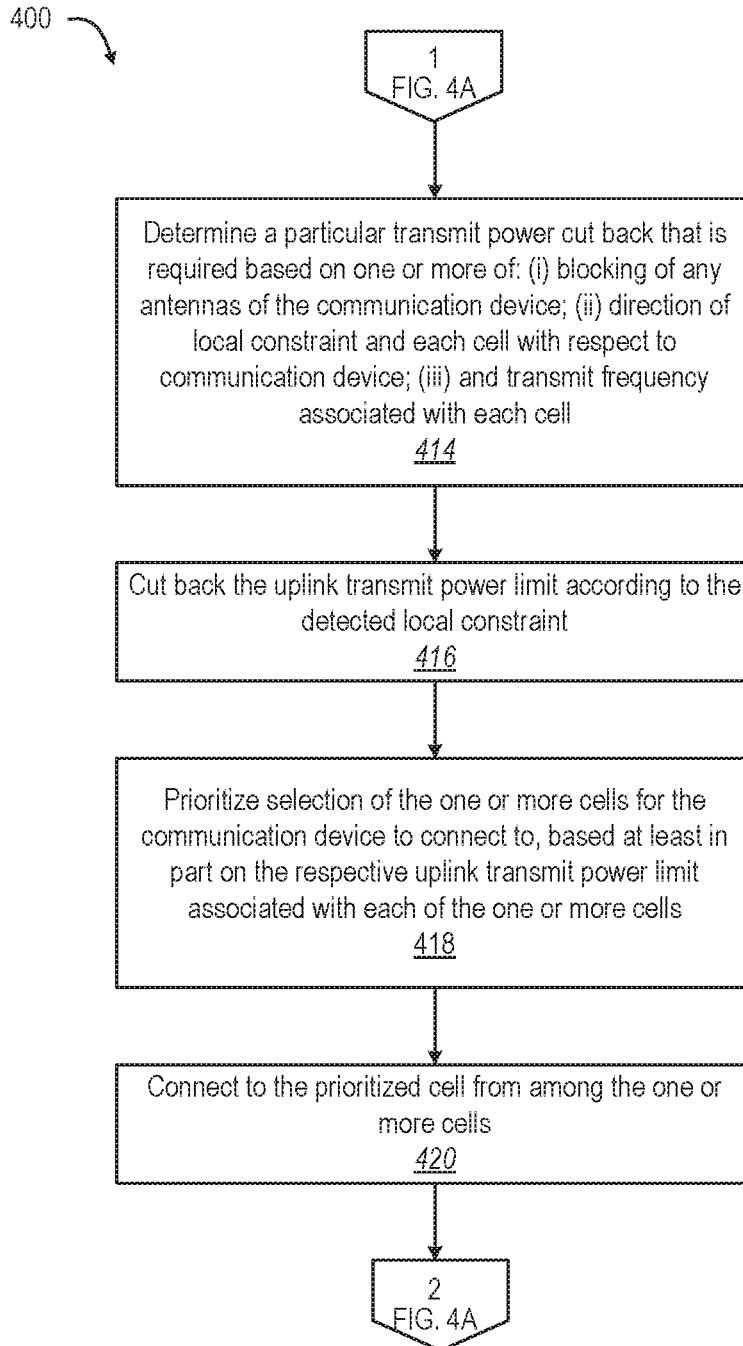 400
1
FIG. 4A
Determine a particular transmit power cut back that is
required based on one or more of: (i) blocking of any
antennas of the communication device; (ii) direction of
local constraint and each cell with respect to
communication device; (iii) and transmit frequency
associated with each cell
414
Cut back the uplink transmit power limit according to the
detected local constraint
416
Prioritize selection of the one or more cells for the
communication device to connect to, based at least in
part on the respective uplink transmit power limit
associated with each of the one or more cells
418
Connect to the prioritized cell from among the one or
more cells
420
2
FIG. 4A